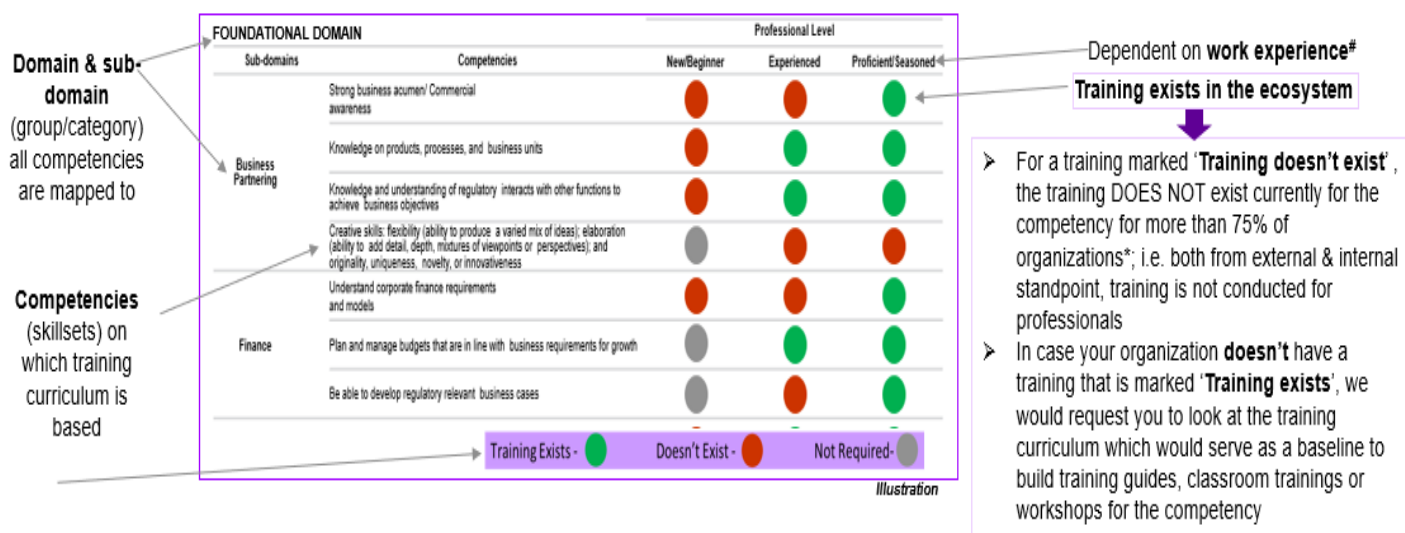 Domain & sub-
domain
(group/category)
all competencies
are mapped to
Competencies
(skillsets) on
which training
curriculum is
based
FOUNDATIONAL DOMAIN
Professional Level
Sub-domains Competencies New/Beginner Experienced Proficient/Seasoned
Business
Partnering
Strong business acumen/ Commercial
awareness
Knowledge on products, processes, and business units
Knowledge and understanding of regulatory interacts with other functions to
achieve business objectives
Creative skills: flexibility (ability to produce a varied mix of ideas); elaboration
(ability to add detail, depth, mixtures of viewpoints or perspectives); and
originality, uniqueness, novelty, or innovativeness
Finance
Understand corporate finance requirements
and models
Plan and manage budgets that are in line with business requirements for growth
Be able to develop regulatory relevant business cases
Training Exists - Doesn't Exist - Not Required-
Illustration
Dependent on work experience#
Training exists in the ecosystem
➢ For a training marked ‘Training doesn’t exist’ ,
the training DOES NOT exist currently for the
competency for more than 75% of
organizations*; i.e. both from external & internal
standpoint, training is not conducted for
professionals
➢ In case your organization doesn’t have a
training that is marked ‘Training exists’, we
would request you to look at the training
curriculum which would serve as a baseline to
build training guides, classroom trainings or
workshops for the competency